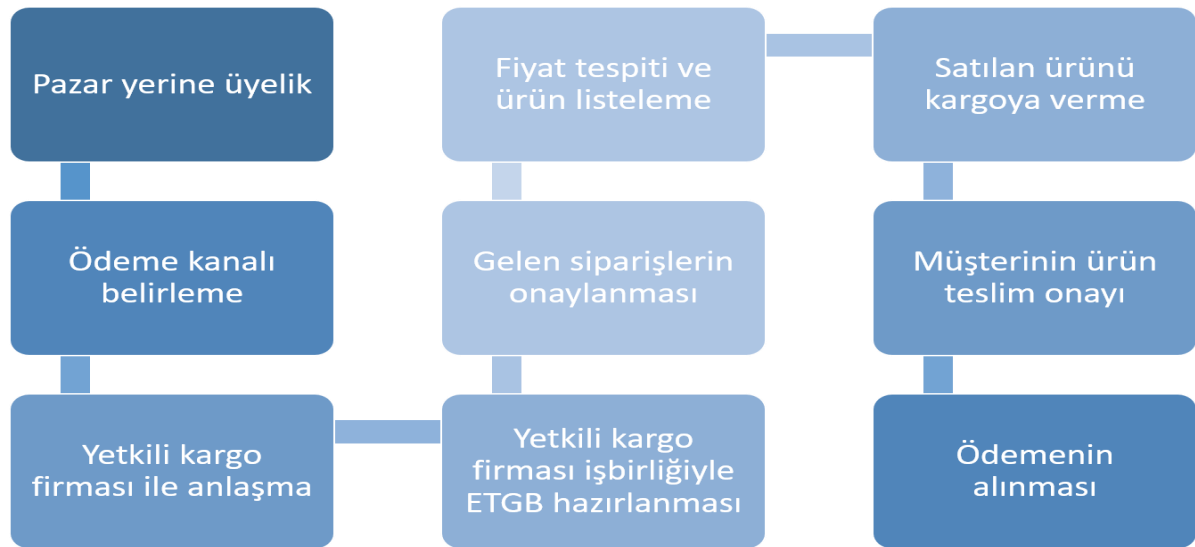 Pazar yerine üyelik
Ödeme kanalı
belirleme
Yetkili kargo
firması ile anlaşma
Yetkili kargo
firması işbirliğiyle
ETGB hazırlanması
Gelen siparişlerin
onaylanması
Fiyat tespiti ve
ürün listeleme
Satılan ürünü
kargoya verme
Müşterinin ürün
teslim onayı
Ödemenin
alınması